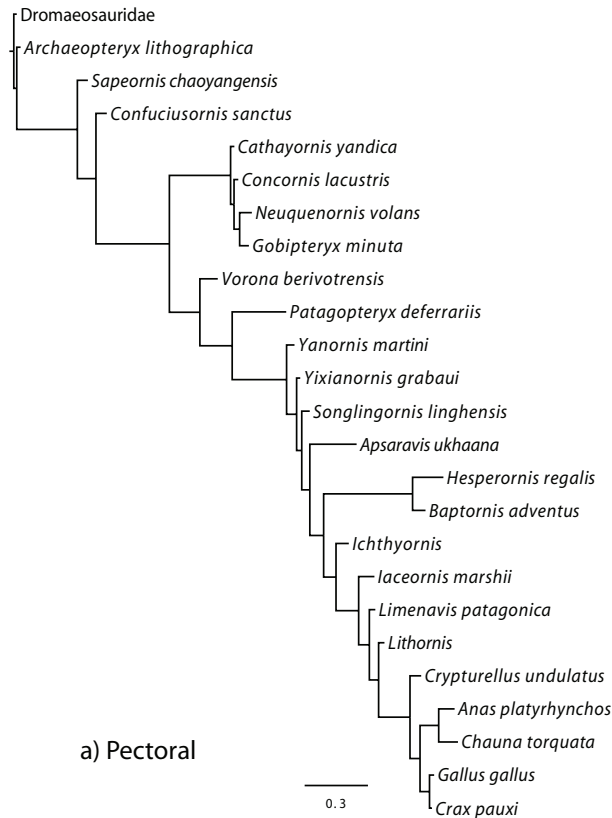 Dromaeosauridae
Archaeopteryx lithographica
Sapeornis chaoyangensis
Confuciusornis sanctus
Cathayornis yandica
Concornis lacustris
Neuquenornis volans
Gobipteryx minuta
Vorona berivotrensis
Patagopteryx deferrariis
Yanornis martini
Yixianornis grabaui
Songlingornis linghensis
Apsaravis ukhaana
Hesperornis regalis
Baptornis adventus
Ichthyornis
Iaceornis marshii
Limenavis patagonica
Lithornis
Crypturellus undulatus
Anas platyrhynchos
Chauna torquata
Gallus gallus
Crax pauxi
a) Pectoral
0.3